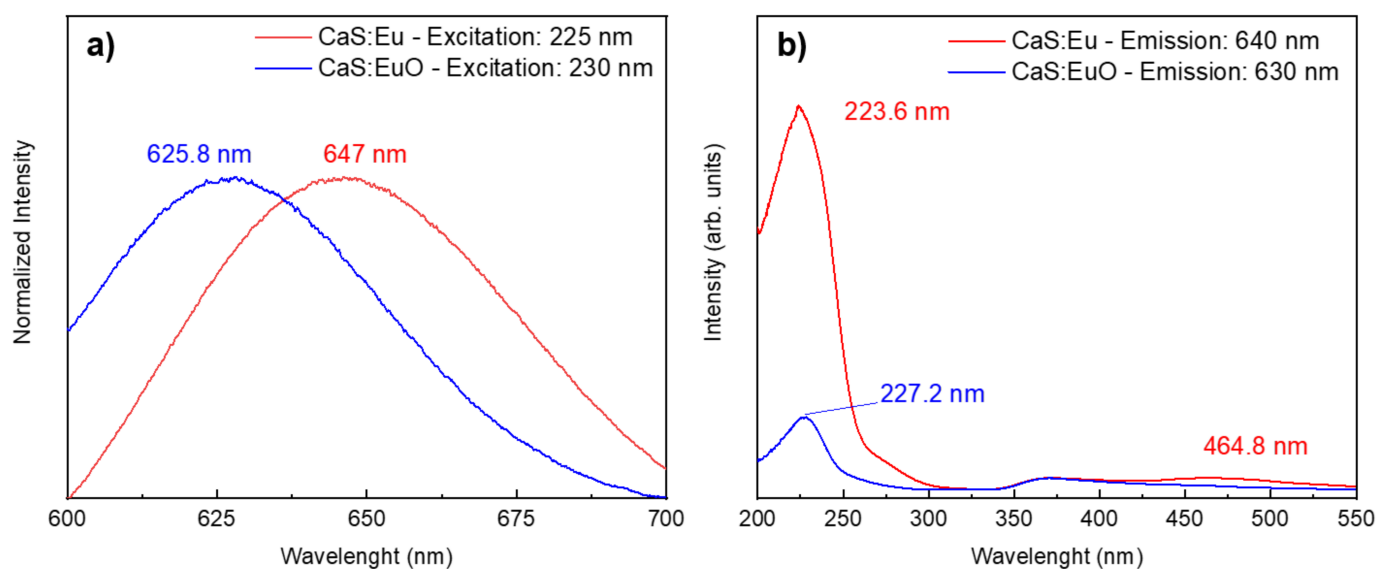 a)
CaS:Eu - Excitation: 225 nm
CaS:EuO - Excitation: 230 nm
625.8 nm
647 nm
Normalized Intensity
600
625
650
675
700
Wavelenght (nm)
b)
CaS:Eu - Emission: 640 nm
CaS:EuO - Emission: 630 nm
223.6 nm
227.2 nm
464.8 nm
Intensity (arb. units)
200
250
300
350
400
450
500
550
Wavelenght (nm)